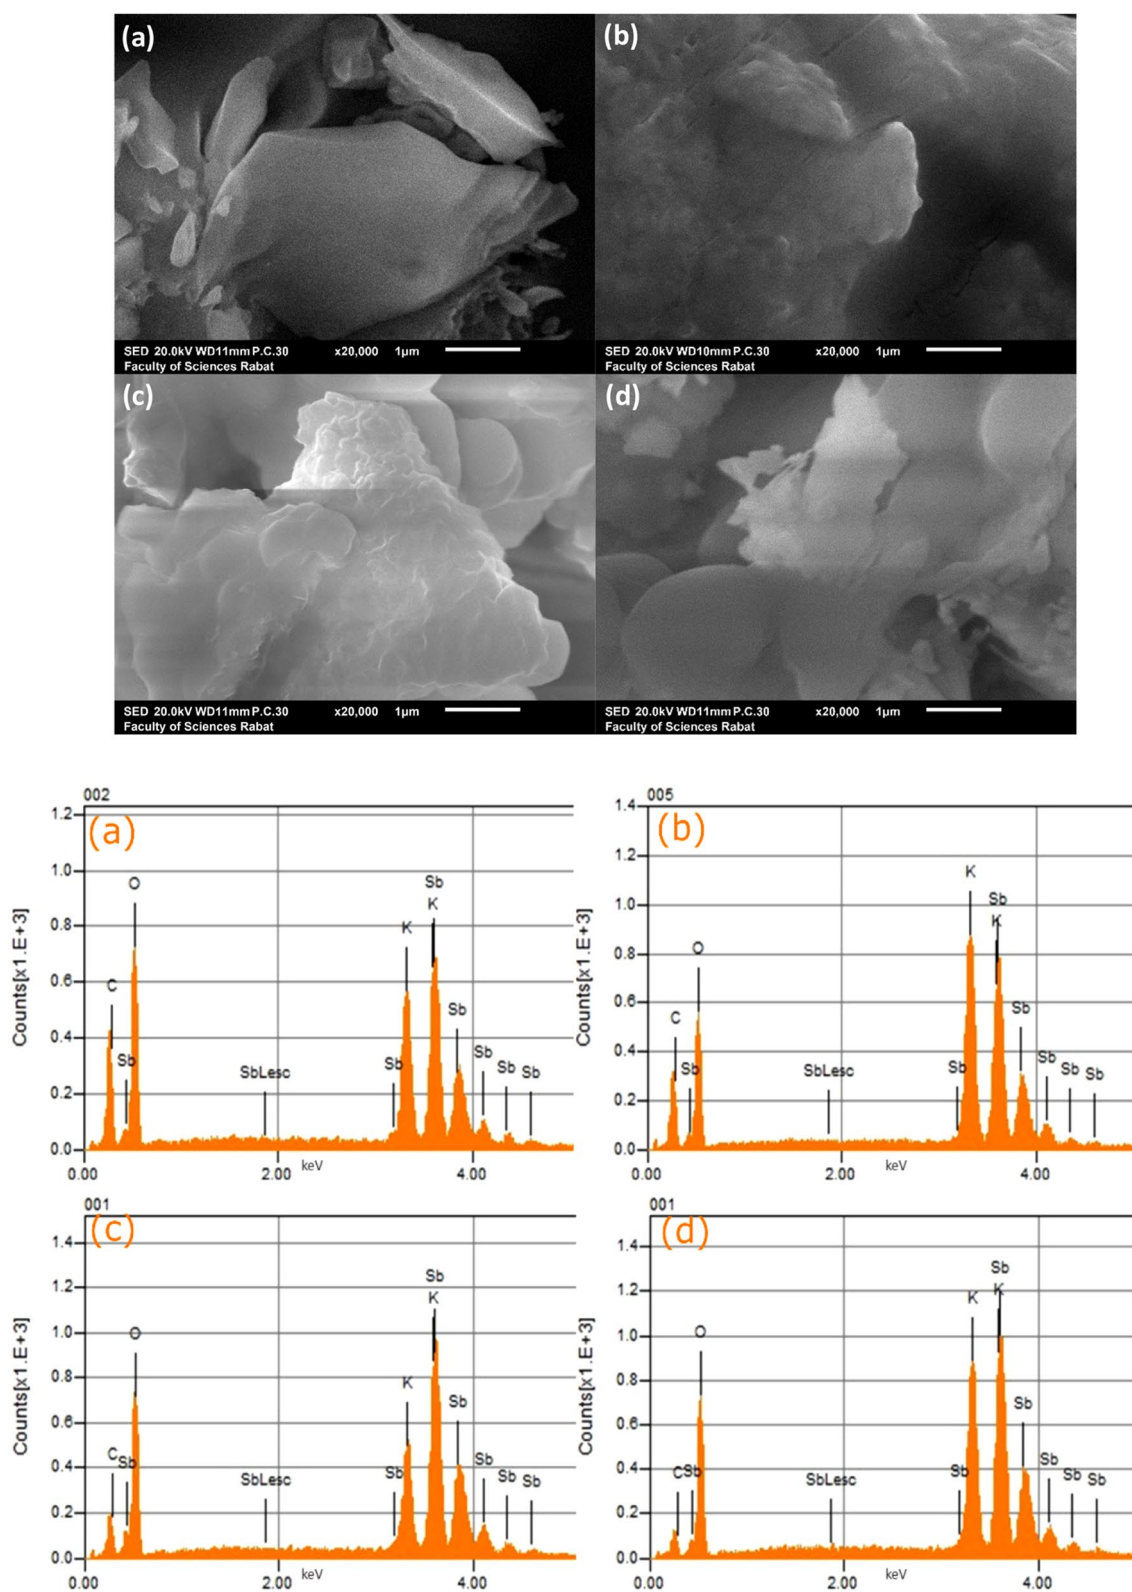 (a)
(b)
SED 20.0kV WD11mm P.C.30 x20,000 1µm
Faculty of Sciences Rabat
SED 20.0kV WD10mm P.C.30 x20,000 1µm
Faculty of Sciences Rabat
(c)
(d)
SED 20.0kV WD11mm P.C.30 x20,000 1µm
Faculty of Sciences Rabat
SED 20.0kV WD11mm P.C.30 x20,000 1µm
Faculty of Sciences Rabat
002
(a)
Counts[x1.E+3]
1.2
1.0
0.8
0.6
0.4
0.2
0.0
C
Sb
O
SbLesc
Sb
K
Sb
K
Sb
Sb
Sb
Sb
0.00 2.00 keV 4.00
005
(b)
Counts[x1.E+3]
1.4
1.2
1.0
0.8
0.6
0.4
0.2
0.0
C
Sb
O
SbLesc
Sb
K
Sb
K
Sb
Sb
Sb
Sb
0.00 2.00 keV 4.00
001
(c)
Counts[x1.E+3]
1.4
1.2
1.0
0.8
0.6
0.4
0.2
0.0
C
Sb
O
SbLesc
Sb
K
Sb
K
Sb
Sb
Sb
Sb
0.00 2.00 keV 4.00
001
(d)
Counts[x1.E+3]
1.4
1.2
1.0
0.8
0.6
0.4
0.2
0.0
C
Sb
O
SbLesc
Sb
K
Sb
K
Sb
Sb
Sb
Sb
0.00 2.00 keV 4.00